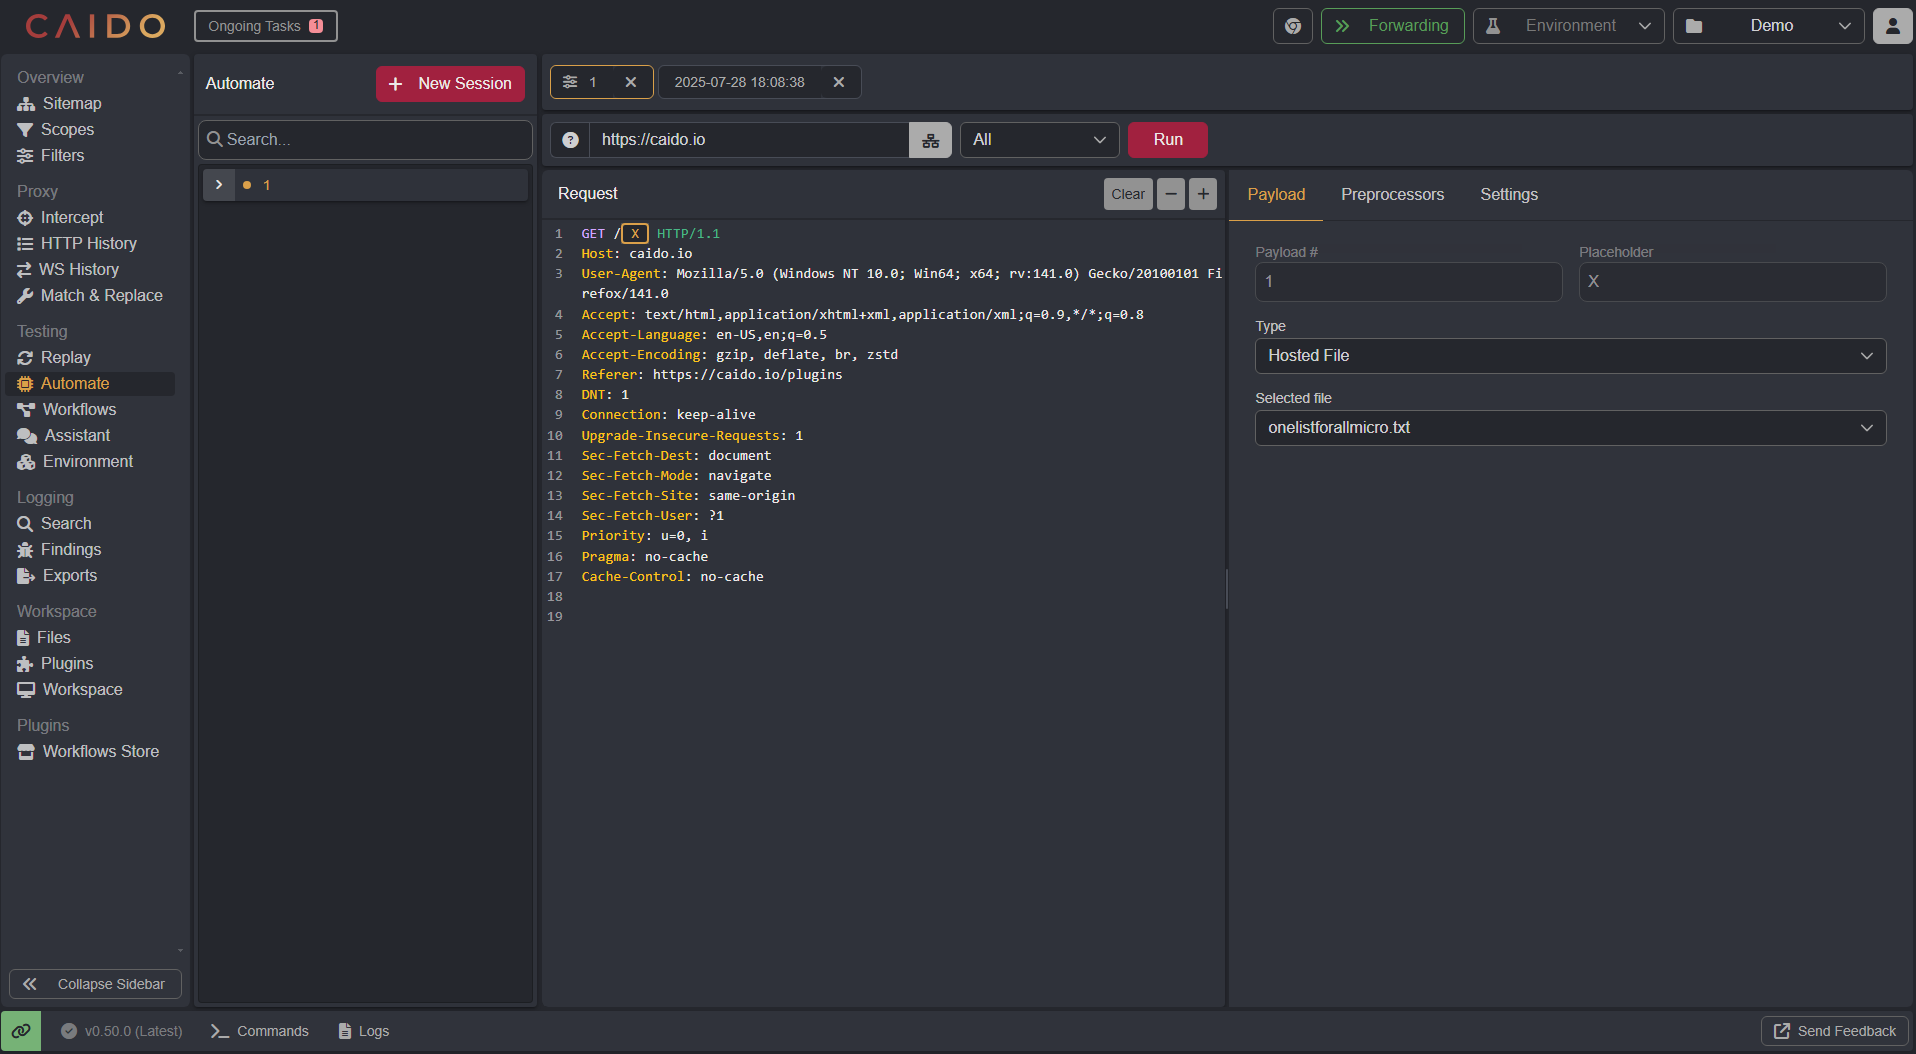 CAIDO
Ongoing Tasks 1
Forwarding
Environment
Demo
Overview
Sitemap
Scopes
Filters
Proxy
Intercept
HTTP History
WS History
Match & Replace
Testing
Replay
Automate
Workflows
Assistant
Environment
Logging
Search
Findings
Exports
Workspace
Files
Plugins
Workspace
Plugins
Workflows Store
Collapse Sidebar
Automate
+ New Session
Search...
1
1
2025-07-28 18:08:38
? https://caido.io
All
Run
Request
Clear
1 GET /X HTTP/1.1
2 Host: caido.io
3 User-Agent: Mozilla/5.0 (Windows NT 10.0; Win64; x64; rv:141.0) Gecko/20100101 Fi
refox/141.0
4 Accept: text/html,application/xhtml+xml,application/xml;q=0.9,*/*;q=0.8
5 Accept-Language: en-US,en;q=0.5
6 Accept-Encoding: gzip, deflate, br, zstd
7 Referer: https://caido.io/plugins
8 DNT: 1
9 Connection: keep-alive
10 Upgrade-Insecure-Requests: 1
11 Sec-Fetch-Dest: document
12 Sec-Fetch-Mode: navigate
13 Sec-Fetch-Site: same-origin
14 Sec-Fetch-User: ?1
15 Priority: u=0, i
16 Pragma: no-cache
17 Cache-Control: no-cache
18
19
Payload Preprocessors Settings
Payload # Placeholder
1 X
Type
Hosted File
Selected file
onelistforallmicro.txt
v0.50.0 (Latest)
Commands
Logs
Send Feedback